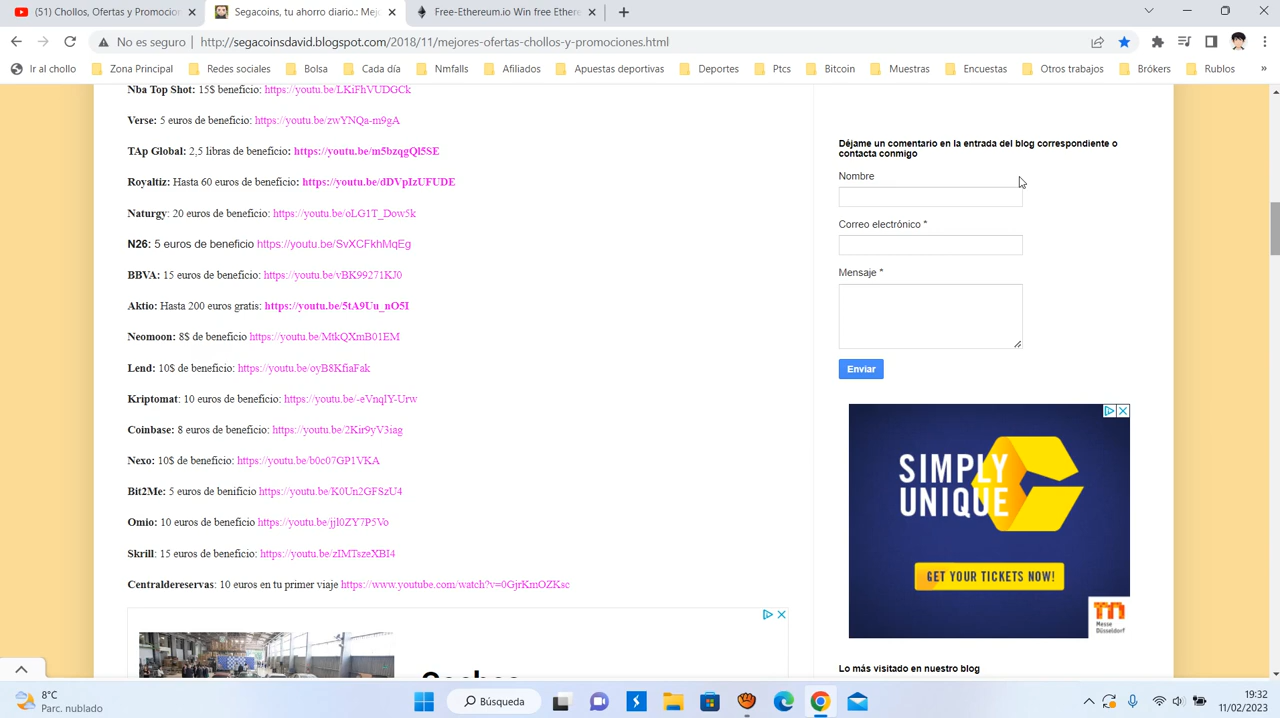 (51) Chollos, Ofertas y Promocion
Segacoins, tu ahorro diario.: Mejo
Free-Ethereum.io Win free Ethere
No es seguro | http://segacoinsdavid.blogspot.com/2018/11/mejores-ofertas-chollos-y-promociones.html
Ir al chollo Zona Principal Redes sociales Bolsa Cada día Nmfalls Afiliados Apuestas deportivas Deportes Ptcs Bitcoin Muestras Encuestas Otros trabajos Brókers Rublos »
Nba Top Shot: 15$ beneficio: https://youtu.be/LKiFhVUDGCk
Verse: 5 euros de beneficio: https://youtu.be/zwYNQa-m9gA
TAp Global: 2,5 libras de beneficio: https://youtu.be/m5bzqgQl5SE
Royaltiz: Hasta 60 euros de beneficio: https://youtu.be/dDVpIzUFUDE
Naturgy: 20 euros de beneficio: https://youtu.be/oLG1T_Dow5k
N26: 5 euros de beneficio https://youtu.be/SvXCFkhMqEg
BBVA: 15 euros de beneficio: https://youtu.be/vBK99271KJ0
Aktio: Hasta 200 euros gratis: https://youtu.be/5tA9Uu_nO5I
Neomoon: 8$ de beneficio https://youtu.be/MtkQXmB01EM
Lend: 10$ de beneficio: https://youtu.be/oyB8KfiaFak
Kriptomat: 10 euros de beneficio: https://youtu.be/-eVnqlY-Urw
Coinbase: 8 euros de beneficio: https://youtu.be/2Kir9yV3iag
Nexo: 10$ de beneficio: https://youtu.be/b0c07GP1VKA
Bit2Me: 5 euros benificio https://youtu.be/K0Un2GFSzU4
Omio: 10 euros de beneficio https://youtu.be/jjl0ZY7P5Vo
Skrill: 15 euros de beneficio: https://youtu.be/zIMTszeXBI4
Centraldereservas: 10 euros en tu primer viaje https://www.youtube.com/watch?v=0GjrKmOZKsc
Déjame un comentario en la entrada del blog correspondiente o
contacta conmigo
Nombre
Correo electrónico *
Mensaje *
Enviar
SIMPLY
UNIQUE
GET YOUR TICKETS NOW!
Messe
Düsseldorf
Lo más visitado en nuestro blog
8°C
Parc. nublado
Búsqueda
19:32
11/02/2023